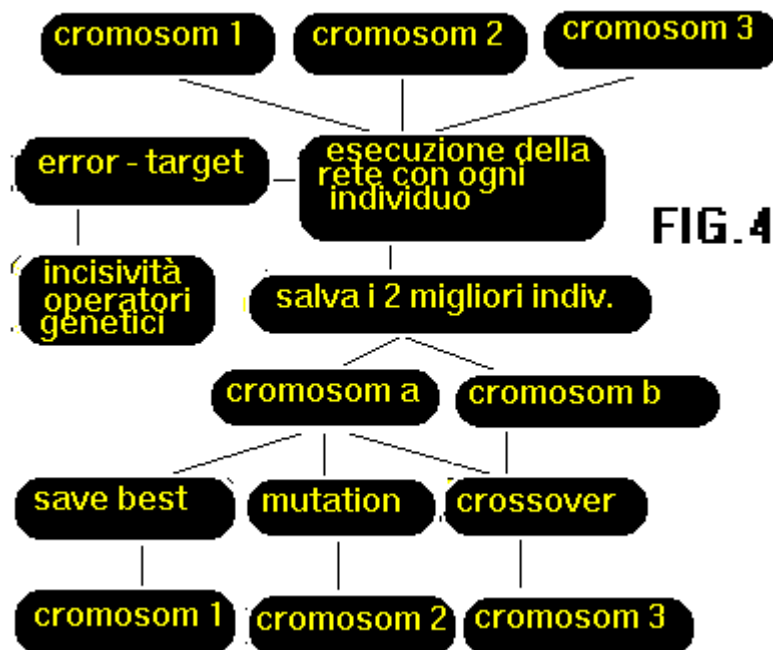 cromosom 1
cromosom 2
cromosom 3
error - target
esecuzione della
rete con ogni
individuo
FIG.4
incisività
operatori
genetici
salva i 2 migliori indiv.
cromosom a
cromosom b
save best
mutation
crossover
cromosom 1
cromosom 2
cromosom 3